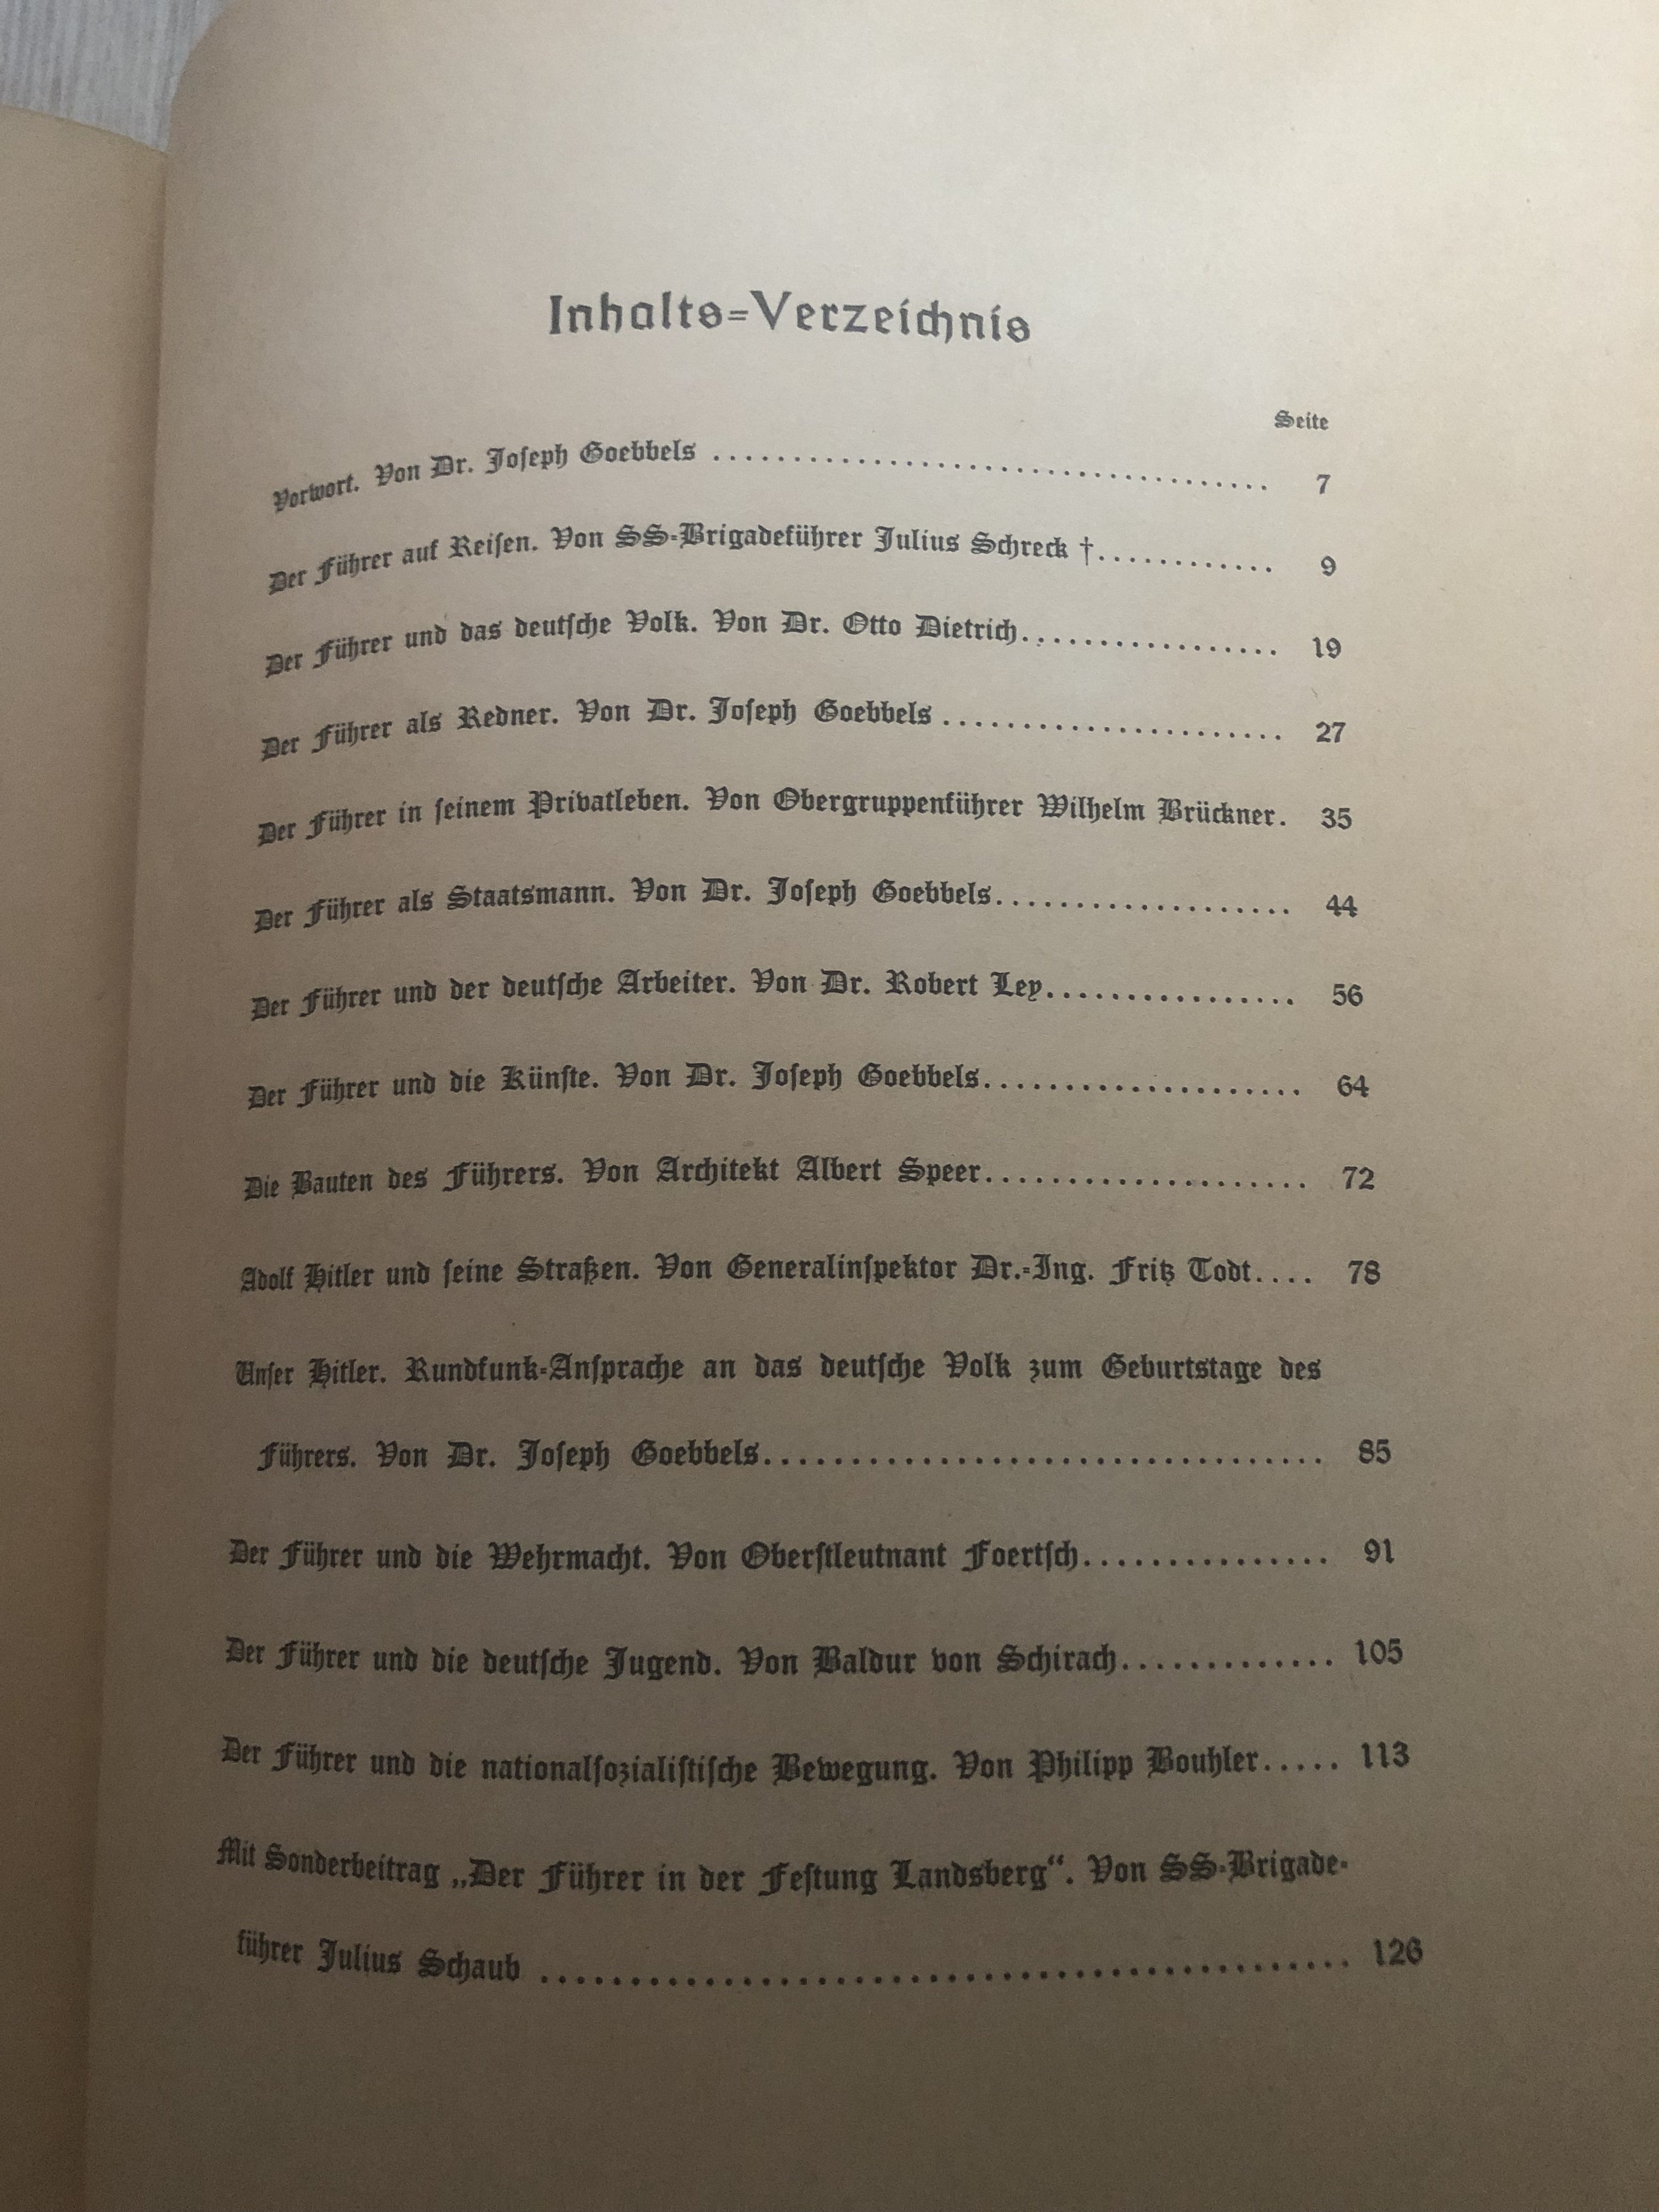 Inhalts=Verzeichnis
Seite
Vorwort. Von Dr. Joſeph Goebbels ........................................ 7
Der Führer auf Reiſen. Von SS-Brigadeführer Julius Schreck †............ 9
Der Führer und das deutſche Volk. Von Dr. Otto Dietrich................. 19
Der Führer als Redner. Von Dr. Joſeph Goebbels ...................... 27
Der Führer in ſeinem Privatleben. Von Obergruppenführer Wilhelm Brückner. 35
Der Führer als Staatsmann. Von Dr. Joſeph Goebbels................... 44
Der Führer und der deutſche Arbeiter. Von Dr. Robert Ley................ 56
Der Führer und die Künſte. Von Dr. Joſeph Goebbels.................... 64
Die Bauten des Führers. Von Architekt Albert Speer..................... 72
Adolf Hitler und ſeine Straßen. Von Generalinſpektor Dr.-Ing. Fritz Todt.... 78
Unſer Hitler. Rundfunk-Anſprache an das deutſche Volk zum Geburtstage des
Führers. Von Dr. Joſeph Goebbels................................... 85
Der Führer und die Wehrmacht. Von Oberſtleutnant Foertſch............... 91
Der Führer und die deutſche Jugend. Von Baldur von Schirach............. 105
Der Führer und die nationalſozialiſtiſche Bewegung. Von Philipp Bouhler..... 113
Mit Sonderbeitrag „Der Führer in der Feſtung Landsberg“. Von SS-Brigade-
führer Julius Schaub .............................................. 126